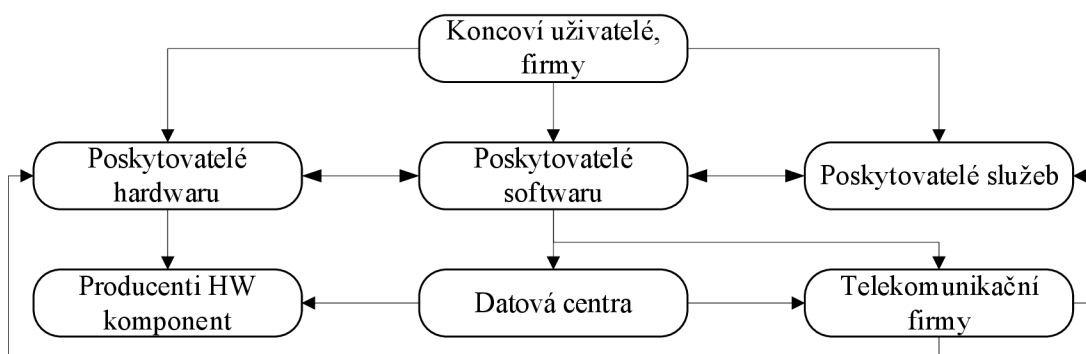 Koncoví uživatelé,
firmy
Poskytovatelé
hardwaru
Poskytovatelé
softwaru
Poskytovatelé služeb
Producenti HW
komponent
Datová centra
Telekomunikační
firmy